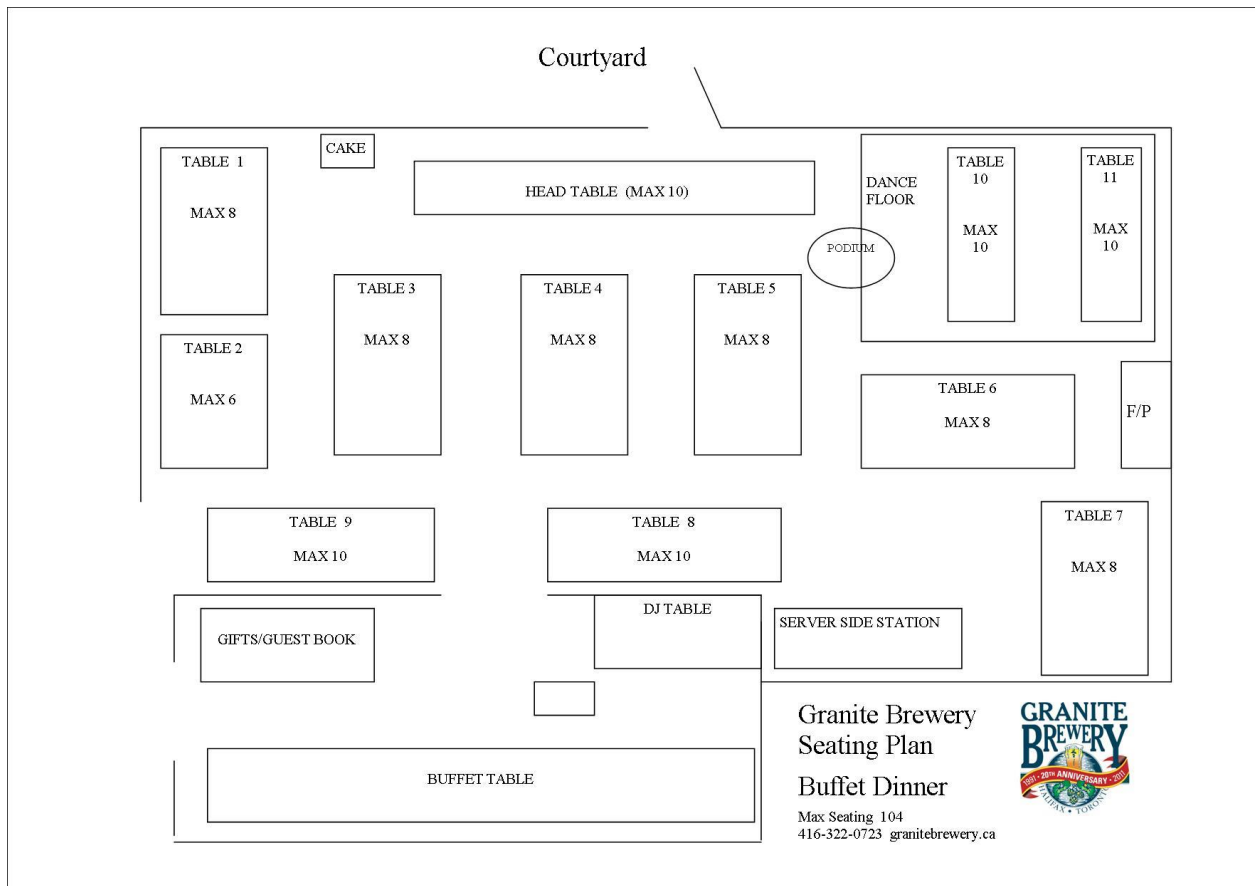 Courtyard
TABLE 1
MAX 8
CAKE
HEAD TABLE (MAX 10)
DANCE
FLOOR
TABLE
10
MAX
10
TABLE
11
MAX
10
PODIUM
TABLE 2
MAX 6
TABLE 3
MAX 8
TABLE 4
MAX 8
TABLE 5
MAX 8
TABLE 6
MAX 8
F/P
TABLE 9
MAX 10
TABLE 8
MAX 10
TABLE 7
MAX 8
GIFTS/GUEST BOOK
DJ TABLE
SERVER SIDE STATION
BUFFET TABLE
Granite Brewery
Seating Plan
Buffet Dinner
Max Seating 104
416-322-0723 granitebrewery.ca
GRANITE
BREWERY
1991 · 20TH ANNIVERSARY · 2011
HALIFAX · TORONTO